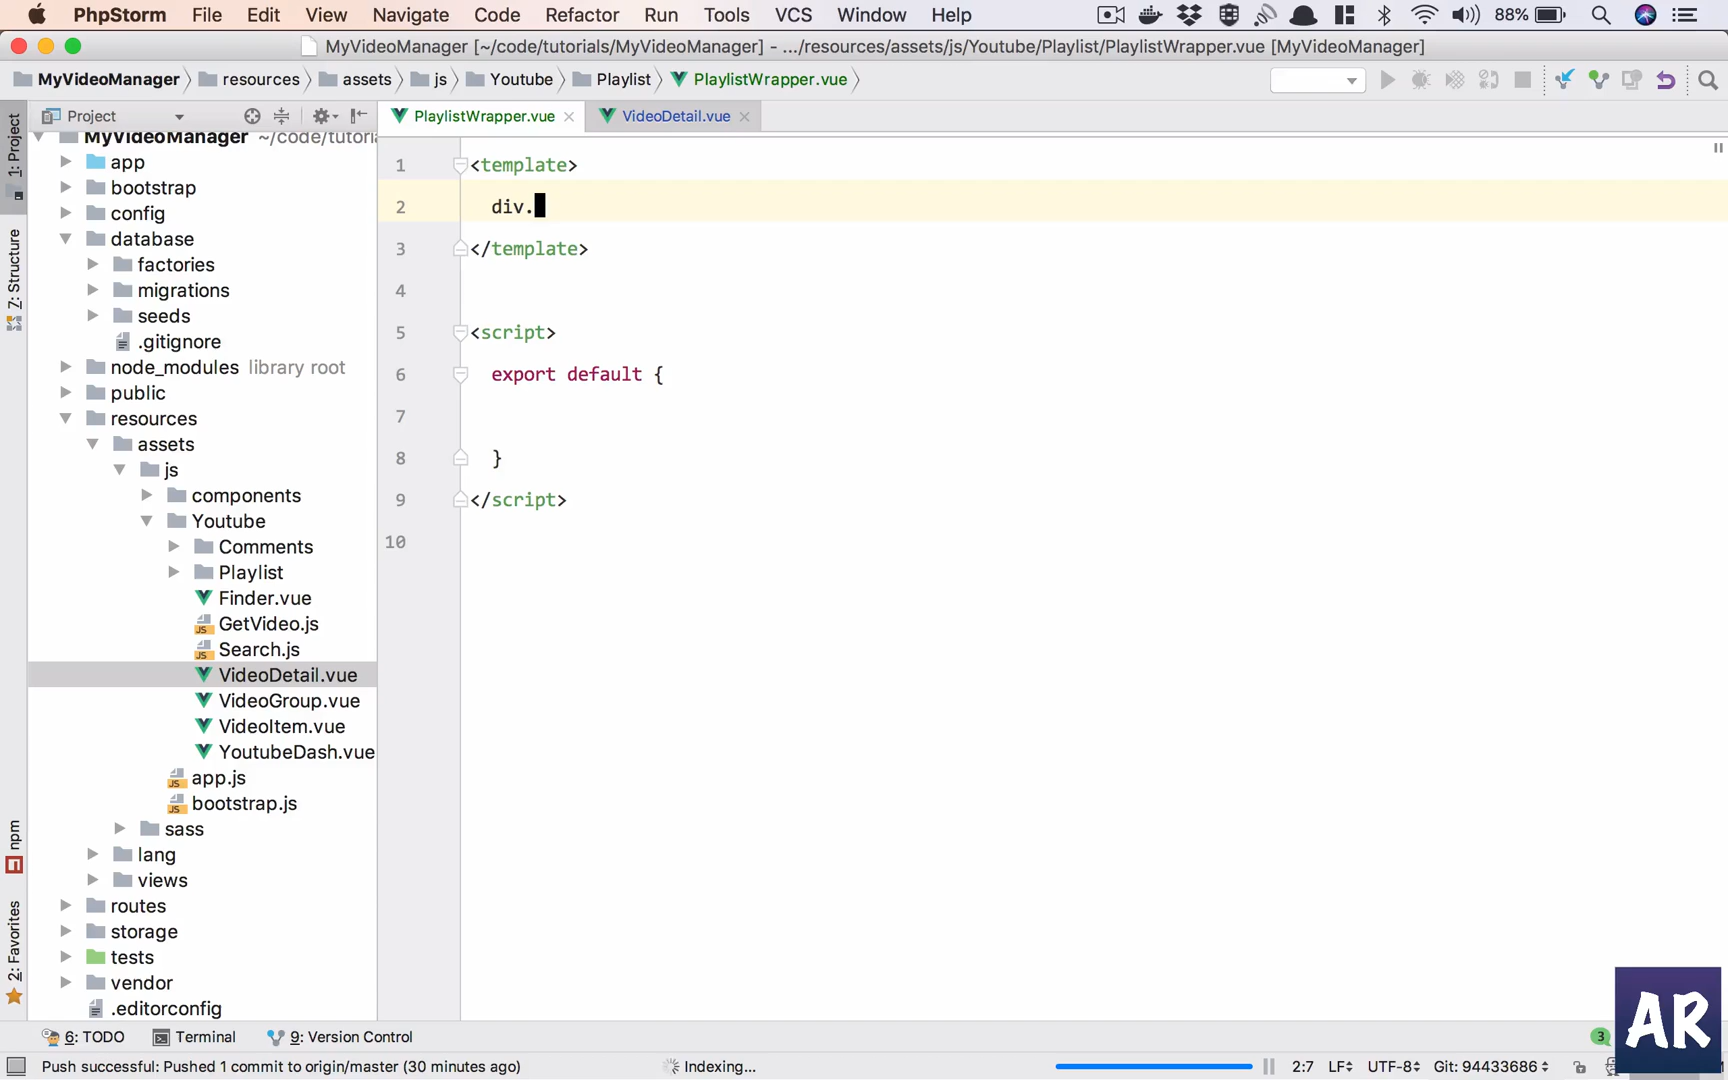 PhpStorm File Edit View Navigate Code Refactor Run Tools VCS Window Help 88%
MyVideoManager [~/code/tutorials/MyVideoManager] - .../resources/assets/js/Youtube/Playlist/PlaylistWrapper.vue [MyVideoManager]
MyVideoManager resources assets js Youtube Playlist PlaylistWrapper.vue
Project PlaylistWrapper.vue VideoDetail.vue
1: Project
7: Structure
npm
2: Favorites
MyVideoManager ~/code/tutoria
app
bootstrap
config
database
factories
migrations
seeds
.gitignore
node_modules library root
public
resources
assets
js
components
Youtube
Comments
Playlist
Finder.vue
GetVideo.js
Search.js
VideoDetail.vue
VideoGroup.vue
VideoItem.vue
YoutubeDash.vue
app.js
bootstrap.js
sass
lang
views
routes
storage
tests
vendor
.editorconfig
1 <template>
2 div.
3 </template>
4
5 <script>
6 export default {
7
8 }
9 </script>
10
6: TODO Terminal 9: Version Control 3
Push successful: Pushed 1 commit to origin/master (30 minutes ago) Indexing... 2:7 LF UTF-8 Git: 94433686
AR